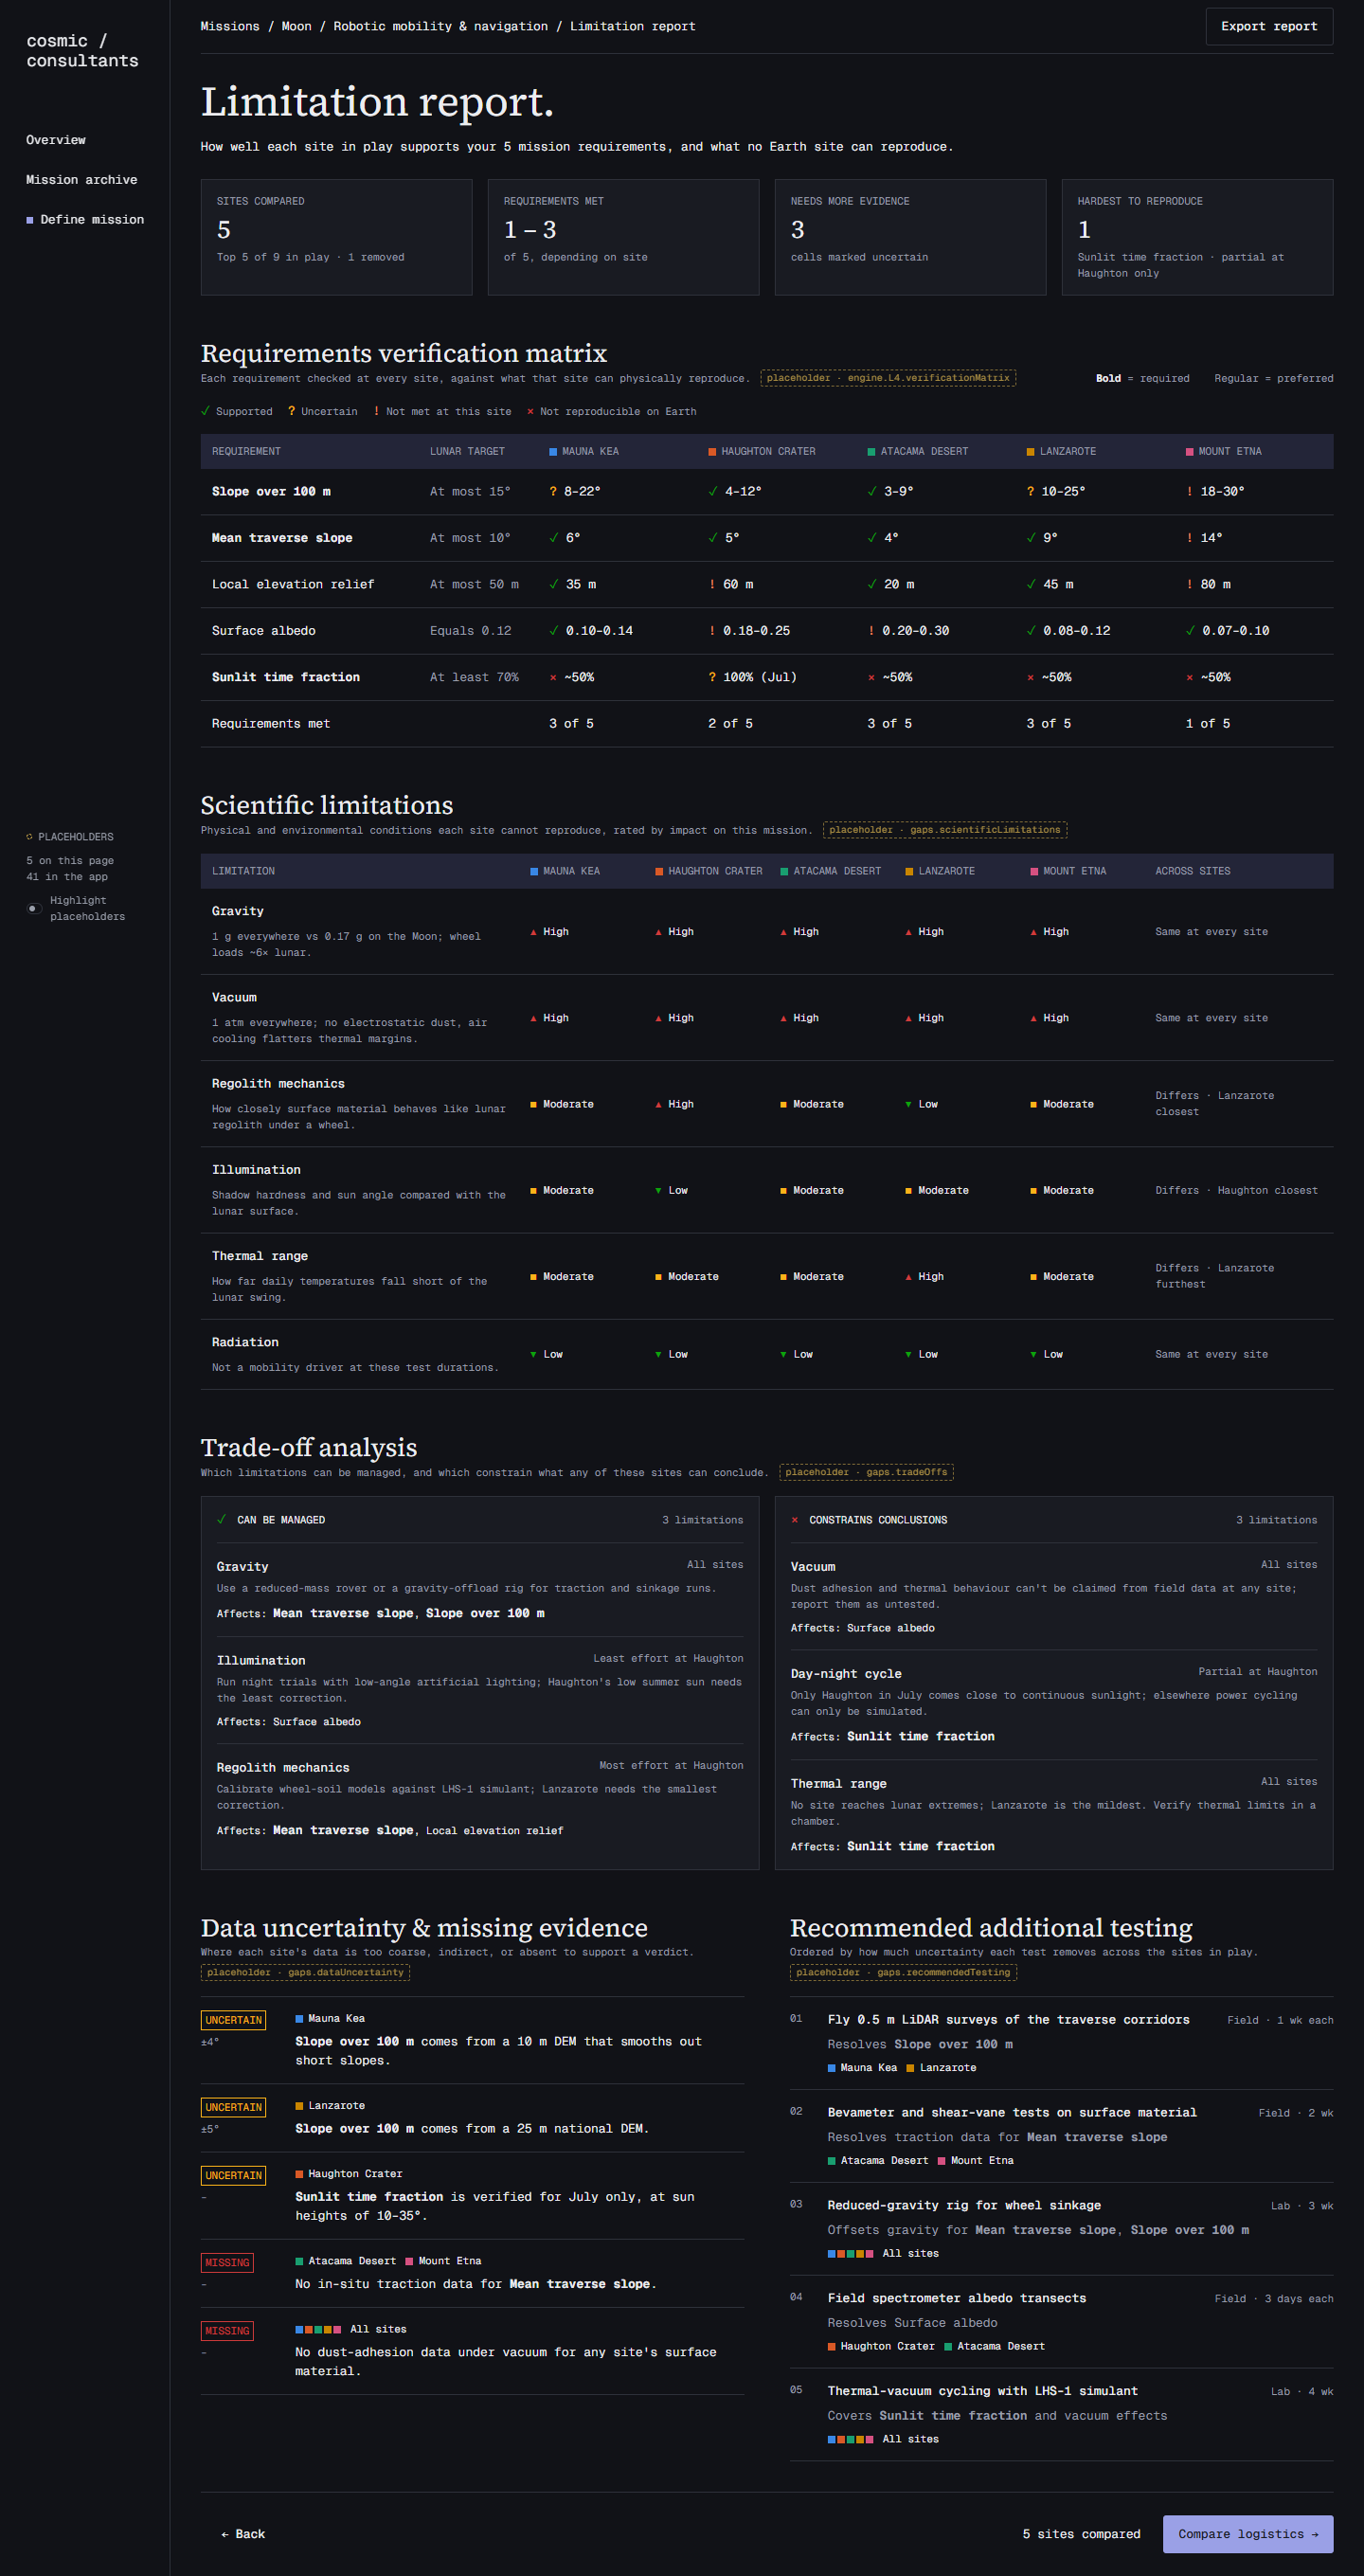 cosmic /
consultants
Overview
Mission archive
Define mission
PLACEHOLDERS
5 on this page
41 in the app
Highlight
placeholders
Missions / Moon / Robotic mobility & navigation / Limitation report
Export report
Limitation report.
How well each site in play supports your 5 mission requirements, and what no Earth site can reproduce.
SITES COMPARED
5
Top 5 of 9 in play · 1 removed
REQUIREMENTS MET
1 – 3
of 5, depending on site
NEEDS MORE EVIDENCE
3
cells marked uncertain
HARDEST TO REPRODUCE
1
Sunlit time fraction · partial at
Haughton only
Requirements verification matrix
Each requirement checked at every site, against what that site can physically reproduce. placeholder · engine.L4.verificationMatrix
Bold = required Regular = preferred
✓ Supported ? Uncertain ! Not met at this site × Not reproducible on Earth
REQUIREMENT LUNAR TARGET MAUNA KEA HAUGHTON CRATER ATACAMA DESERT LANZAROTE MOUNT ETNA
Slope over 100 m At most 15° ? 8–22° ✓ 4–12° ✓ 3–9° ? 10–25° ! 18–30°
Mean traverse slope At most 10° ✓ 6° ✓ 5° ✓ 4° ✓ 9° ! 14°
Local elevation relief At most 50 m ✓ 35 m ! 60 m ✓ 20 m ✓ 45 m ! 80 m
Surface albedo Equals 0.12 ✓ 0.10–0.14 ! 0.18–0.25 ! 0.20–0.30 ✓ 0.08–0.12 ✓ 0.07–0.10
Sunlit time fraction At least 70% × ~50% ? 100% (Jul) × ~50% × ~50% × ~50%
Requirements met 3 of 5 2 of 5 3 of 5 3 of 5 1 of 5
Scientific limitations
Physical and environmental conditions each site cannot reproduce, rated by impact on this mission. placeholder · gaps.scientificLimitations
LIMITATION MAUNA KEA HAUGHTON CRATER ATACAMA DESERT LANZAROTE MOUNT ETNA ACROSS SITES
Gravity
1 g everywhere vs 0.17 g on the Moon; wheel
loads ~6× lunar.
▲ High ▲ High ▲ High ▲ High ▲ High Same at every site
Vacuum
1 atm everywhere; no electrostatic dust, air
cooling flatters thermal margins.
▲ High ▲ High ▲ High ▲ High ▲ High Same at every site
Regolith mechanics
How closely surface material behaves like lunar
regolith under a wheel.
■ Moderate ▲ High ■ Moderate ▼ Low ■ Moderate Differs · Lanzarote
closest
Illumination
Shadow hardness and sun angle compared with the
lunar surface.
■ Moderate ▼ Low ■ Moderate ■ Moderate ■ Moderate Differs · Haughton closest
Thermal range
How far daily temperatures fall short of the
lunar swing.
■ Moderate ■ Moderate ■ Moderate ▲ High ■ Moderate Differs · Lanzarote
furthest
Radiation
Not a mobility driver at these test durations.
▼ Low ▼ Low ▼ Low ▼ Low ▼ Low Same at every site
Trade-off analysis
Which limitations can be managed, and which constrain what any of these sites can conclude. placeholder · gaps.tradeOffs
✓ CAN BE MANAGED 3 limitations
Gravity All sites
Use a reduced-mass rover or a gravity-offload rig for traction and sinkage runs.
Affects: Mean traverse slope, Slope over 100 m
Illumination Least effort at Haughton
Run night trials with low-angle artificial lighting; Haughton's low summer sun needs
the least correction.
Affects: Surface albedo
Regolith mechanics Most effort at Haughton
Calibrate wheel-soil models against LHS-1 simulant; Lanzarote needs the smallest
correction.
Affects: Mean traverse slope, Local elevation relief
× CONSTRAINS CONCLUSIONS 3 limitations
Vacuum All sites
Dust adhesion and thermal behaviour can't be claimed from field data at any site;
report them as untested.
Affects: Surface albedo
Day-night cycle Partial at Haughton
Only Haughton in July comes close to continuous sunlight; elsewhere power cycling
can only be simulated.
Affects: Sunlit time fraction
Thermal range All sites
No site reaches lunar extremes; Lanzarote is the mildest. Verify thermal limits in a
chamber.
Affects: Sunlit time fraction
Data uncertainty & missing evidence
Where each site's data is too coarse, indirect, or absent to support a verdict.
placeholder · gaps.dataUncertainty
UNCERTAIN
±4°
Mauna Kea
Slope over 100 m comes from a 10 m DEM that smooths out
short slopes.
UNCERTAIN
±5°
Lanzarote
Slope over 100 m comes from a 25 m national DEM.
UNCERTAIN
–
Haughton Crater
Sunlit time fraction is verified for July only, at sun
heights of 10–35°.
MISSING
–
Atacama Desert Mount Etna
No in-situ traction data for Mean traverse slope.
MISSING
–
All sites
No dust-adhesion data under vacuum for any site's surface
material.
Recommended additional testing
Ordered by how much uncertainty each test removes across the sites in play.
placeholder · gaps.recommendedTesting
01 Fly 0.5 m LiDAR surveys of the traverse corridors Field · 1 wk each
Resolves Slope over 100 m
Mauna Kea Lanzarote
02 Bevameter and shear-vane tests on surface material Field · 2 wk
Resolves traction data for Mean traverse slope
Atacama Desert Mount Etna
03 Reduced-gravity rig for wheel sinkage Lab · 3 wk
Offsets gravity for Mean traverse slope, Slope over 100 m
All sites
04 Field spectrometer albedo transects Field · 3 days each
Resolves Surface albedo
Haughton Crater Atacama Desert
05 Thermal-vacuum cycling with LHS-1 simulant Lab · 4 wk
Covers Sunlit time fraction and vacuum effects
All sites
← Back
5 sites compared
Compare logistics →